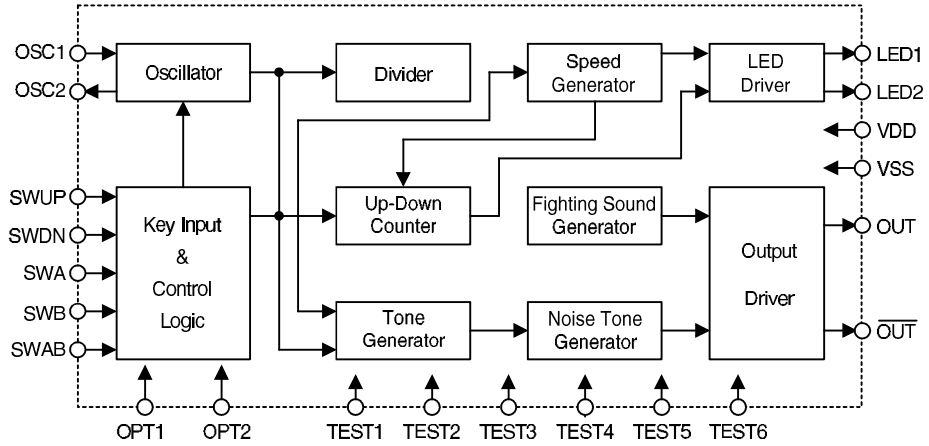 OSC1
OSC2
Oscillator
Divider
Speed
Generator
LED
Driver
LED1
LED2
VDD
VSS
SWUP
SWDN
SWA
SWB
SWAB
Key Input
&
Control
Logic
Up-Down
Counter
Fighting Sound
Generator
Output
Driver
OUT
OUT
Tone
Generator
Noise Tone
Generator
OPT1
OPT2
TEST1
TEST2
TEST3
TEST4
TEST5
TEST6